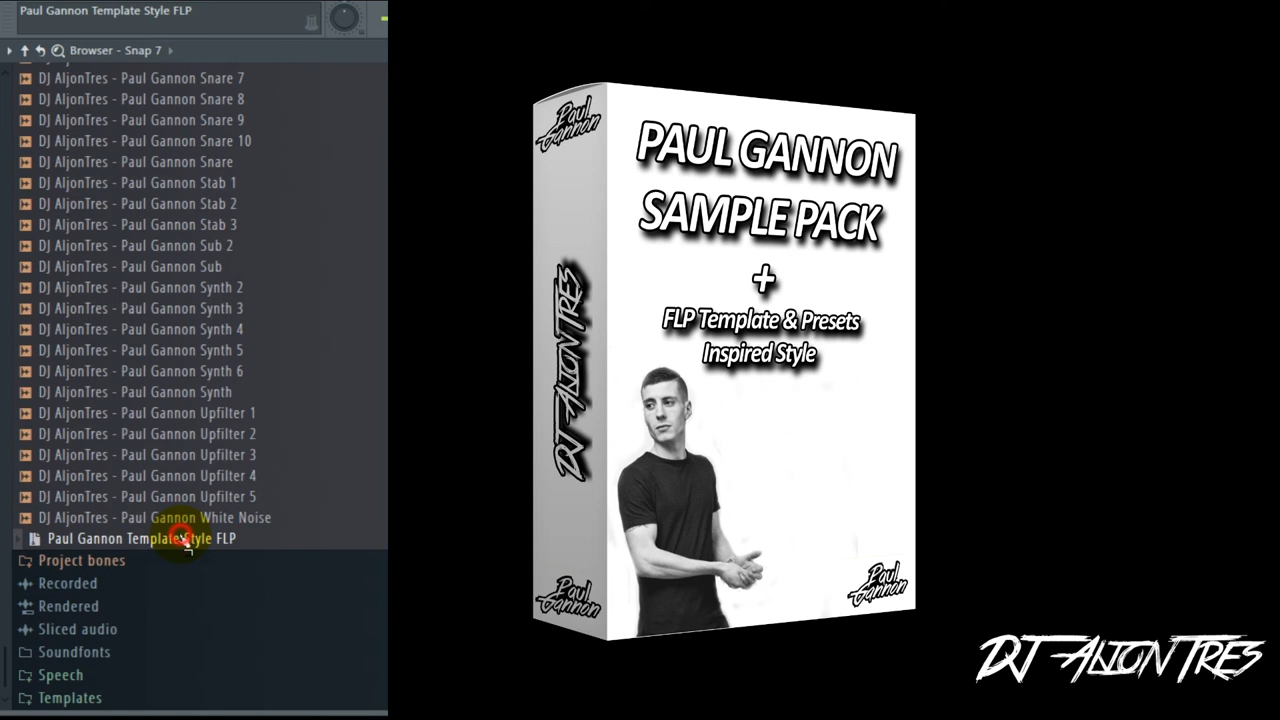 Paul Gannon Template Style FLP
Browser - Snap 7
DJ AljonTres - Paul Gannon Snare 7
DJ AljonTres - Paul Gannon Snare 8
DJ AljonTres - Paul Gannon Snare 9
DJ AljonTres - Paul Gannon Snare 10
DJ AljonTres - Paul Gannon Snare
DJ AljonTres - Paul Gannon Stab 1
DJ AljonTres - Paul Gannon Stab 2
DJ AljonTres - Paul Gannon Stab 3
DJ AljonTres - Paul Gannon Sub 2
DJ AljonTres - Paul Gannon Sub
DJ AljonTres - Paul Gannon Synth 2
DJ AljonTres - Paul Gannon Synth 3
DJ AljonTres - Paul Gannon Synth 4
DJ AljonTres - Paul Gannon Synth 5
DJ AljonTres - Paul Gannon Synth 6
DJ AljonTres - Paul Gannon Synth
DJ AljonTres - Paul Gannon Upfilter 1
DJ AljonTres - Paul Gannon Upfilter 2
DJ AljonTres - Paul Gannon Upfilter 3
DJ AljonTres - Paul Gannon Upfilter 4
DJ AljonTres - Paul Gannon Upfilter 5
DJ AljonTres - Paul Gannon White Noise
Paul Gannon Template Style FLP
Project bones
Recorded
Rendered
Sliced audio
Soundfonts
Speech
Templates
Paul
Gannon
DJ ALJON TRES
Paul
Gannon
PAUL GANNON
SAMPLE PACK
+
FLP Template & Presets
Inspired Style
Paul
Gannon
DJ ALJON TRES